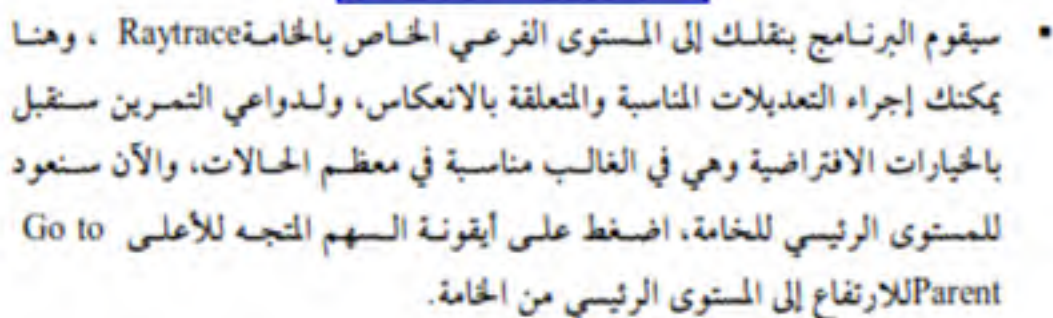 ▪ سيقوم البرنامج بنقلك إلى المستوى الفرعي الخاص بالخامةRaytrace ، وهنا
يمكنك إجراء التعديلات المناسبة والمتعلقة بالانعكاس، ولدواعي التمرين سنقبل
بالخيارات الافتراضية وهي في الغالب مناسبة في معظم الحالات، والآن سنعود
للمستوى الرئيسي للخامة، اضغط على أيقونة السهم المتجه للأعلى Go to
Parentللارتفاع إلى المستوى الرئيسي من الخامة.